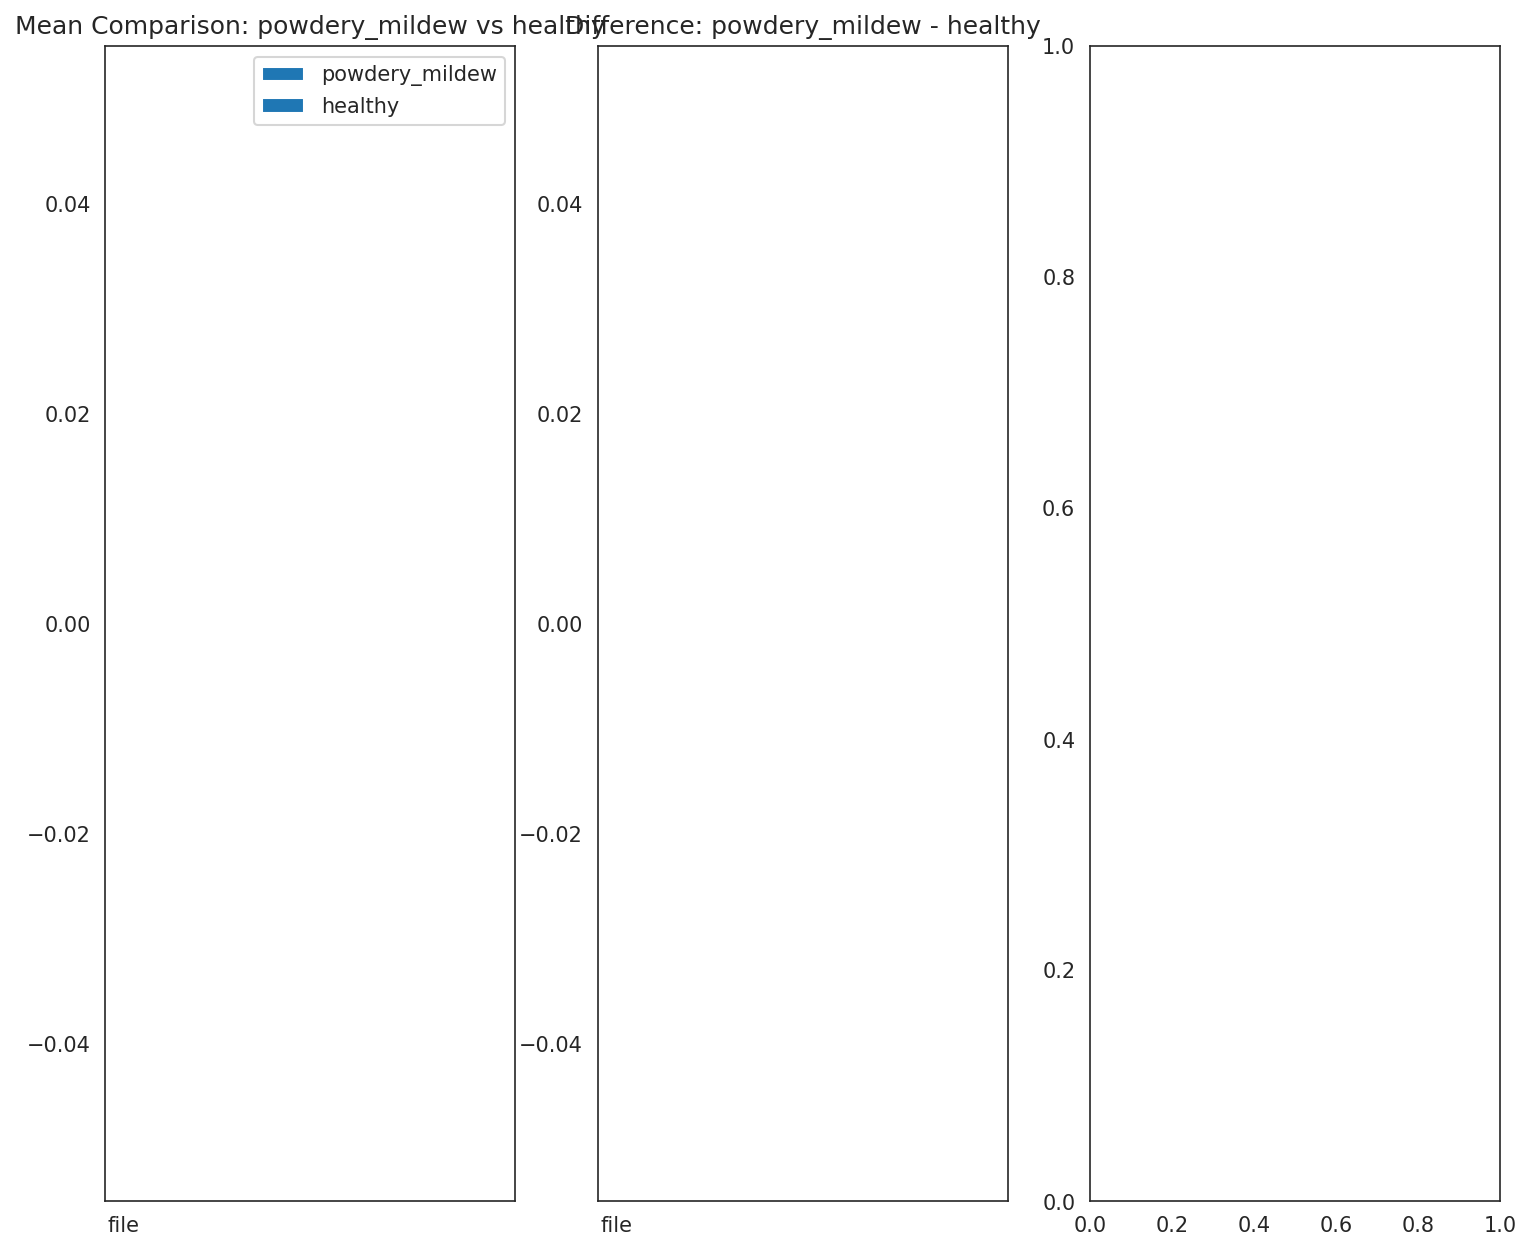 Mean Comparison: powdery_mildew vs healthy
powdery_mildew
healthy
0.04
0.02
0.00
−0.02
−0.04
file
Difference: powdery_mildew - healthy
0.04
0.02
0.00
−0.02
−0.04
file
1.0
0.8
0.6
0.4
0.2
0.0
0.0 0.2 0.4 0.6 0.8 1.0